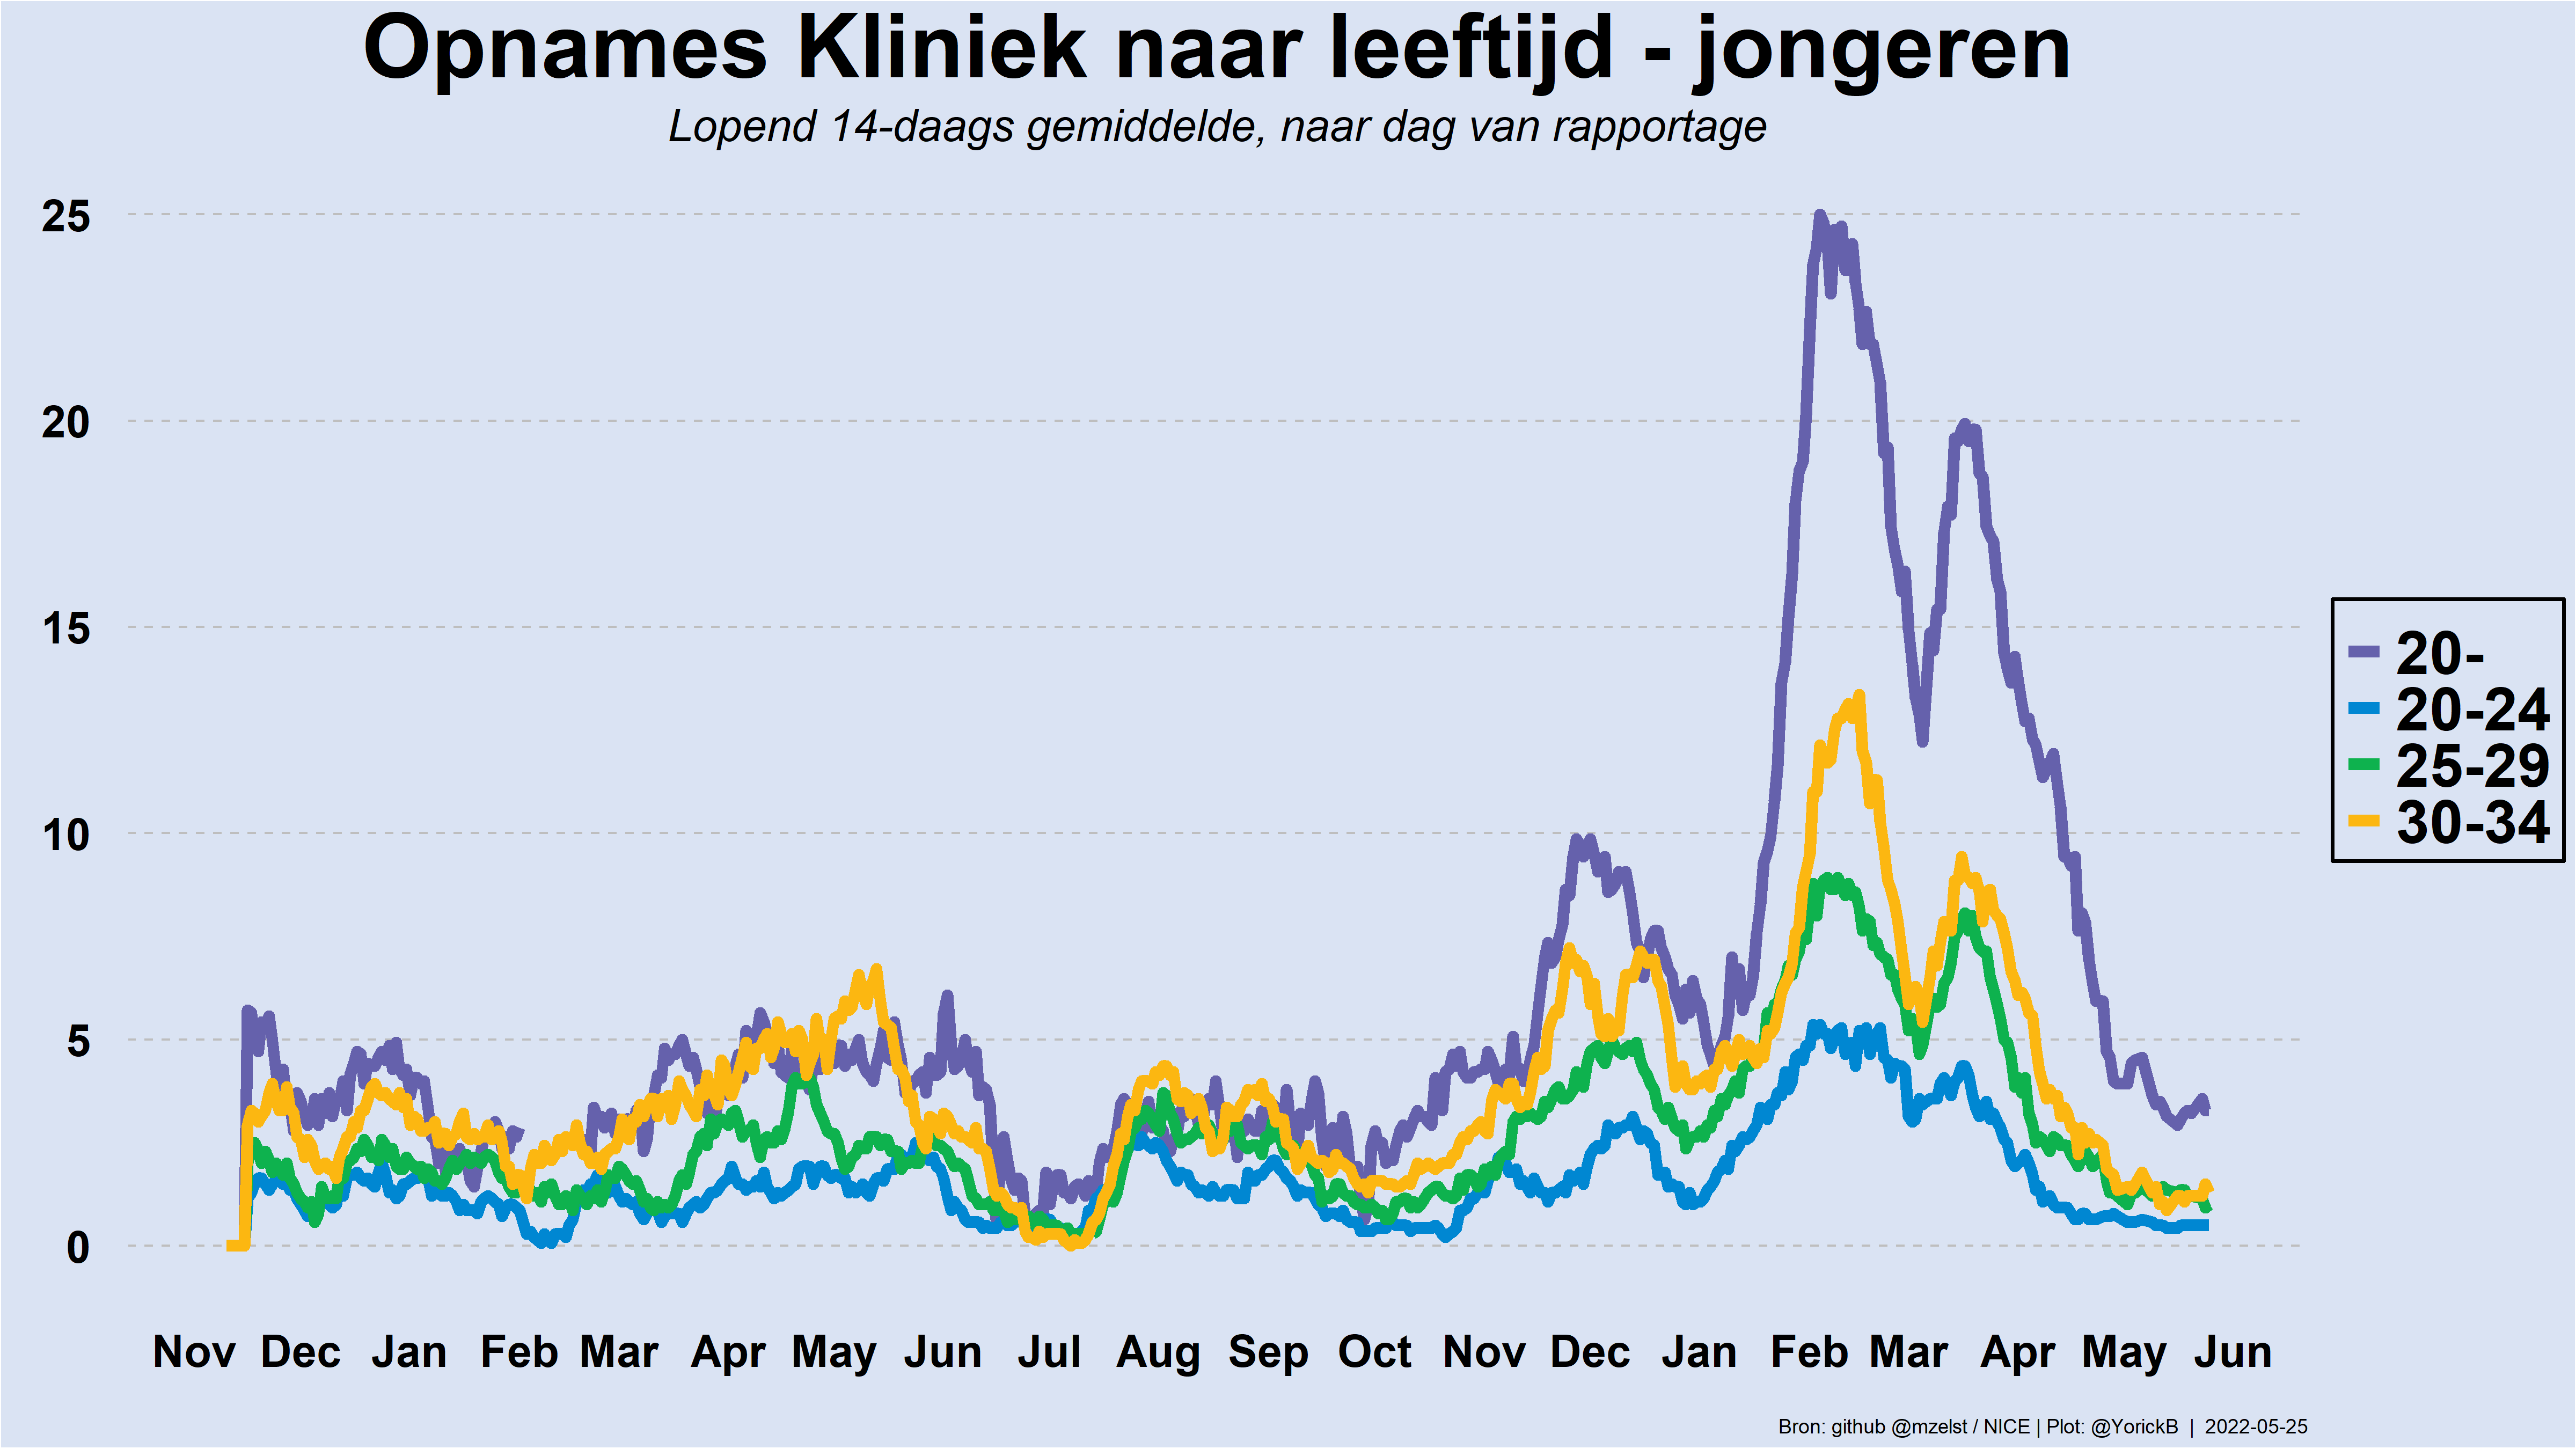 Opnames Kliniek naar leeftijd - jongeren
Lopend 14-daags gemiddelde, naar dag van rapportage
25
20
15
10
5
0
20-
20-24
25-29
30-34
Nov Dec Jan Feb Mar Apr May Jun Jul Aug Sep Oct Nov Dec Jan Feb Mar Apr May Jun
Bron: github @mzelst / NICE | Plot: @YorickB | 2022-05-25